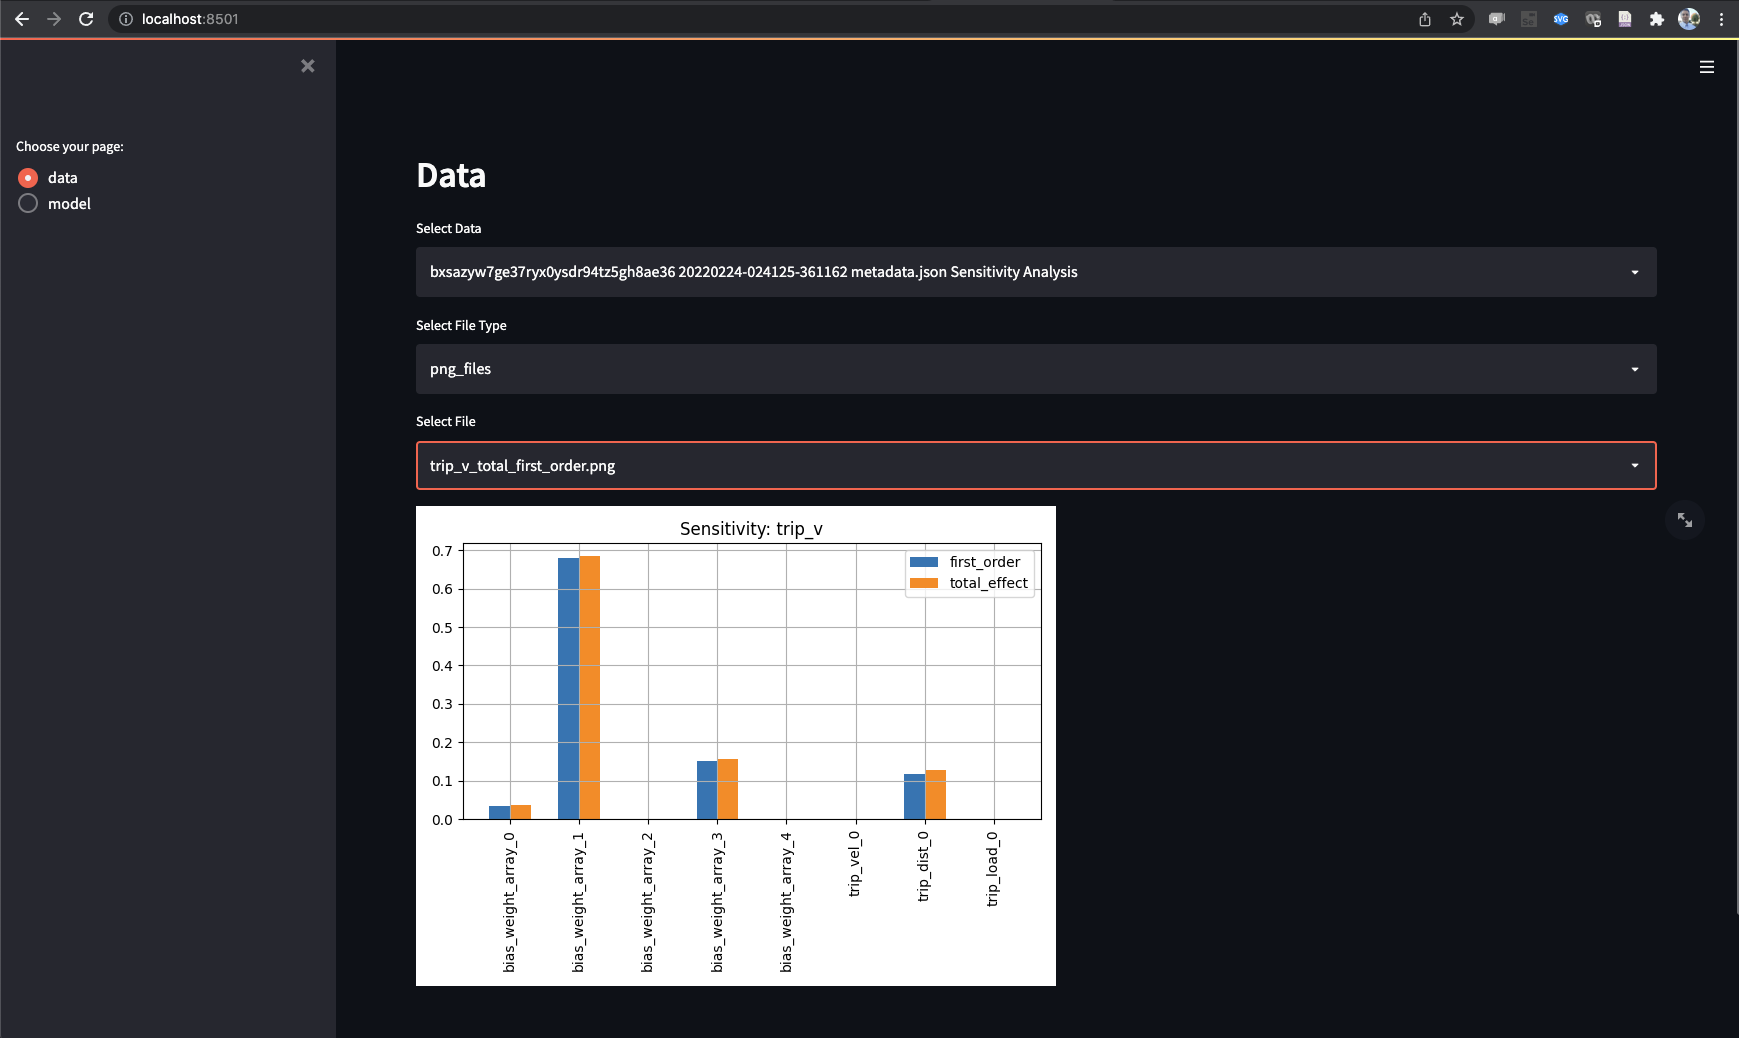 localhost:8501
Choose your page:
data
model
Data
Select Data
bxsazyw7ge37ryx0ysdr94tz5gh8ae36 20220224-024125-361162 metadata.json Sensitivity Analysis
Select File Type
png_files
Select File
trip_v_total_first_order.png
Sensitivity: trip_v
first_order
total_effect
0.7
0.6
0.5
0.4
0.3
0.2
0.1
0.0
bias_weight_array_0
bias_weight_array_1
bias_weight_array_2
bias_weight_array_3
bias_weight_array_4
trip_vel_0
trip_dist_0
trip_load_0